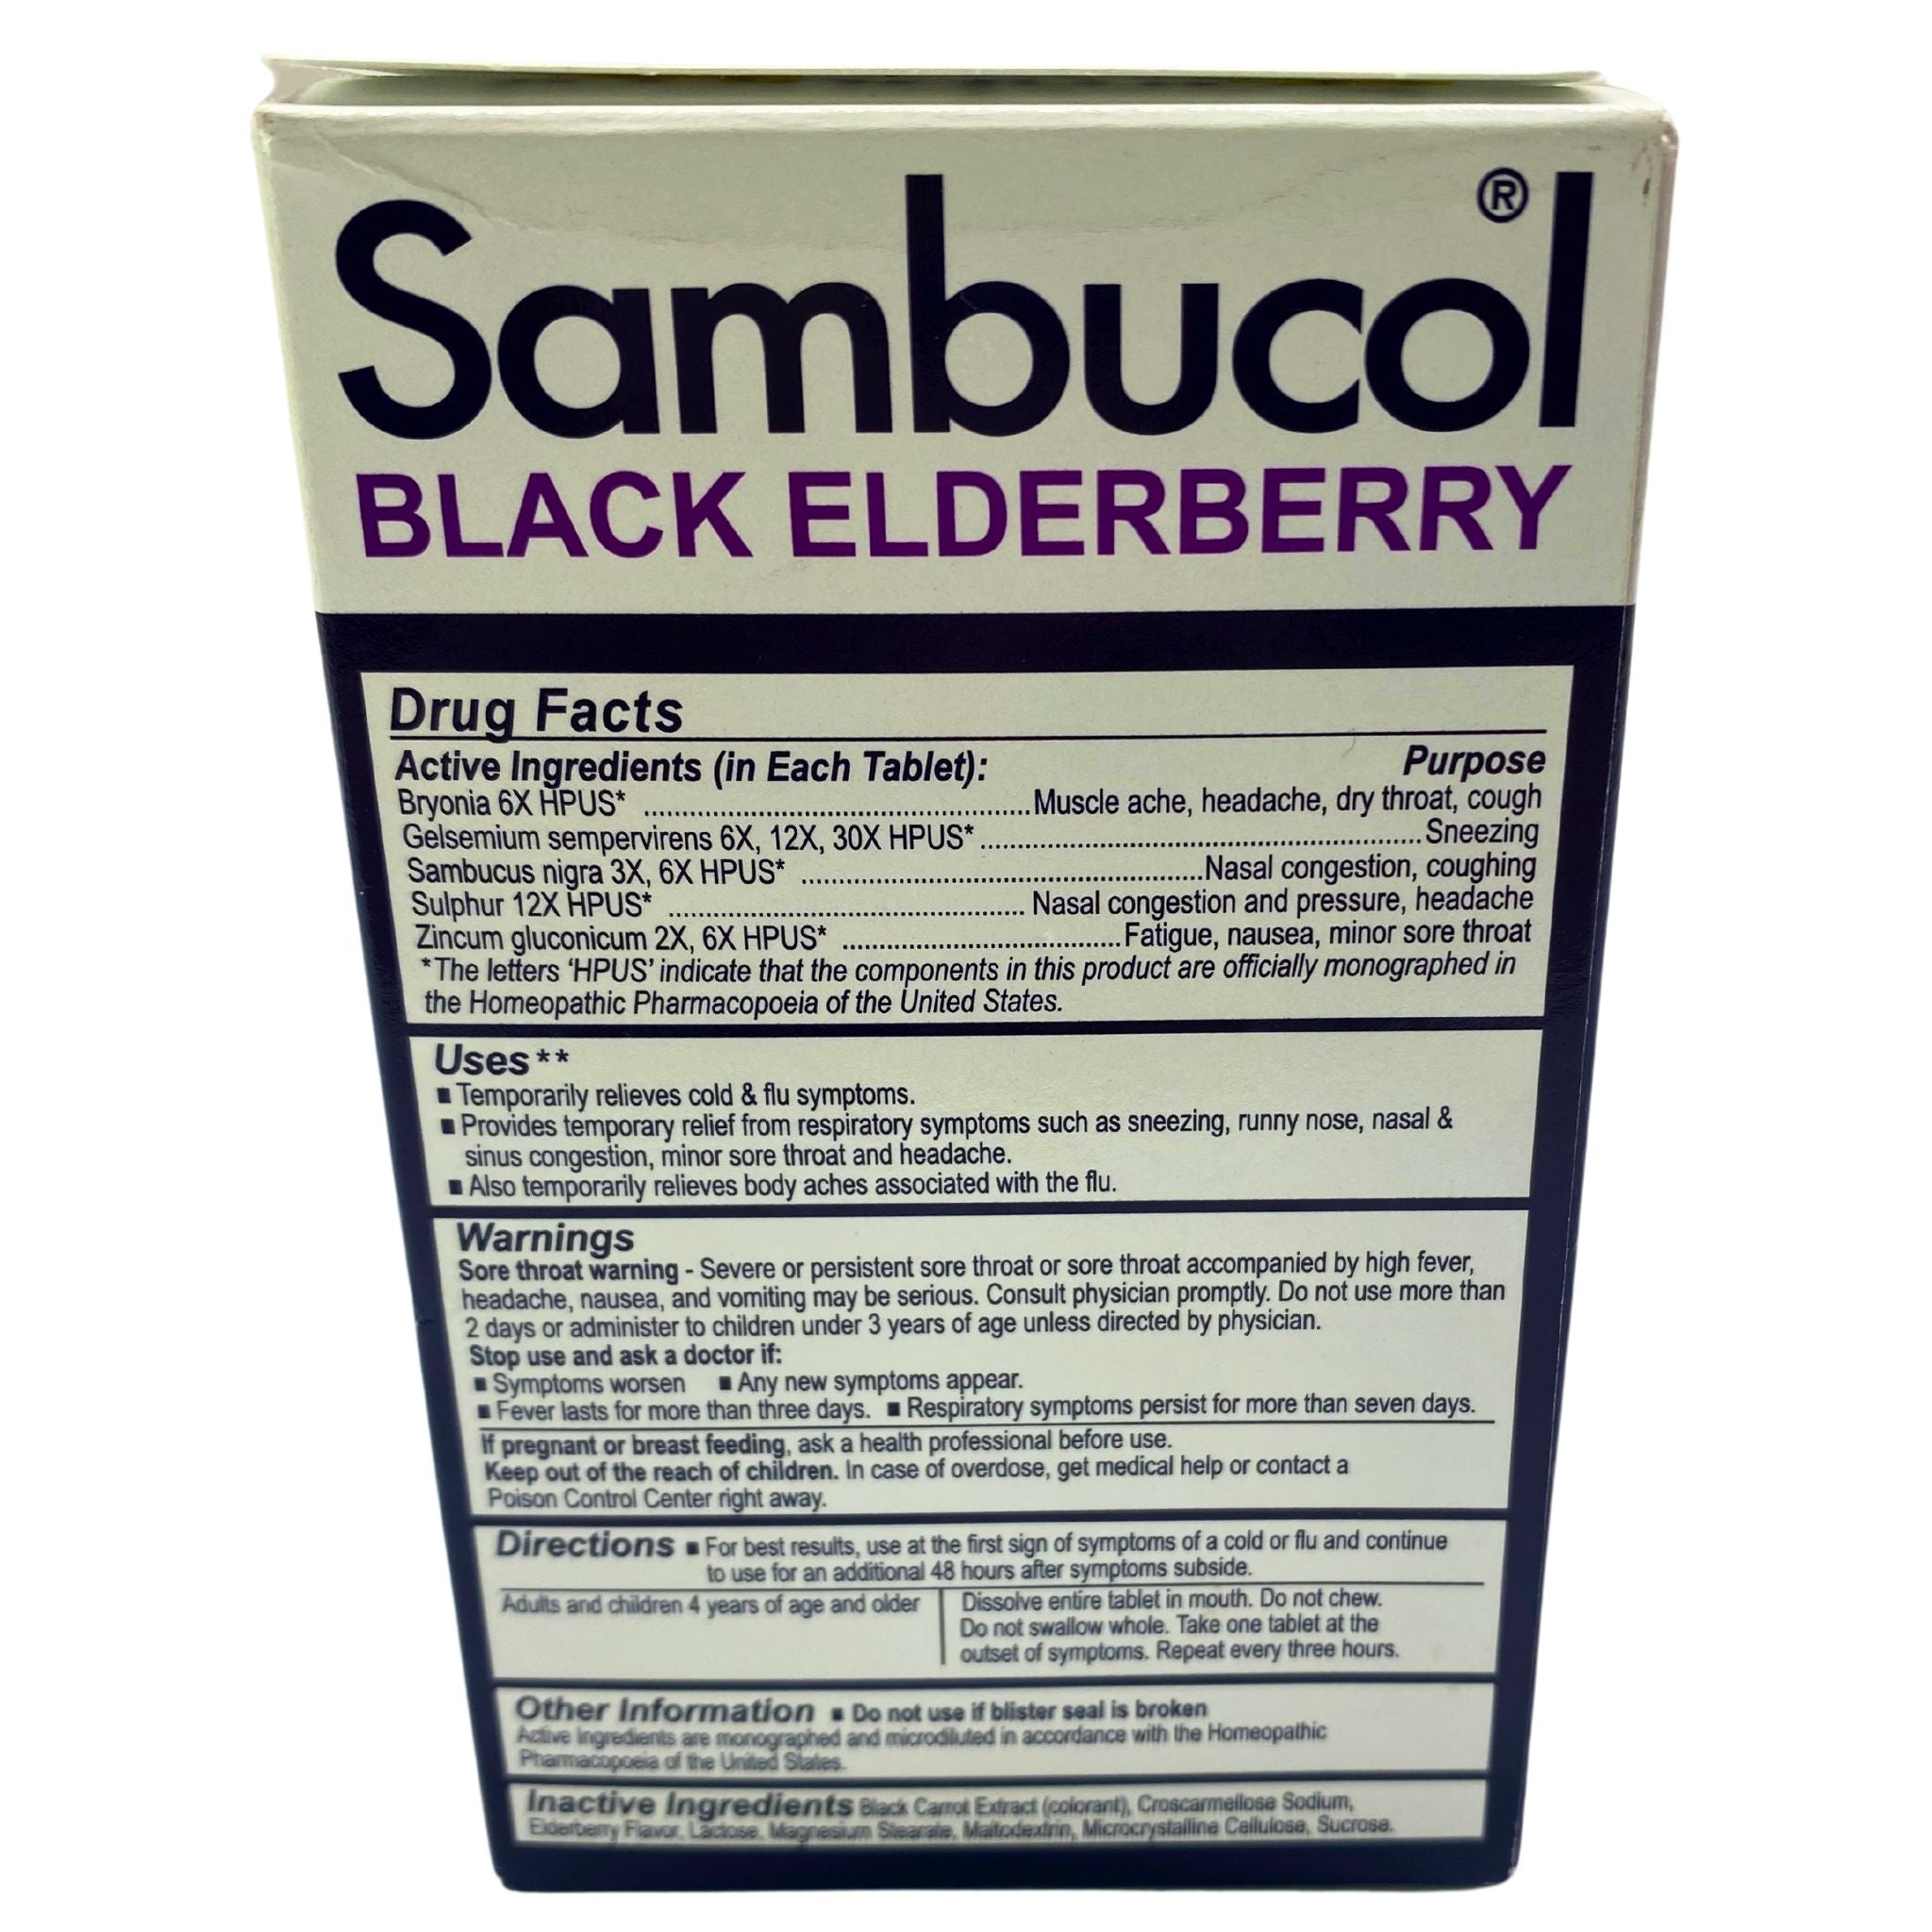 Sambucol®
BLACK ELDERBERRY
Drug Facts
Active Ingredients (in Each Tablet): Purpose
Bryonia 6X HPUS* ........ Muscle ache, headache, dry throat, cough
Gelsemium sempervirens 6X, 12X, 30X HPUS* ........ Sneezing
Sambucus nigra 3X, 6X HPUS* ........ Nasal congestion, coughing
Sulphur 12X HPUS* ........ Nasal congestion and pressure, headache
Zincum gluconicum 2X, 6X HPUS* ........ Fatigue, nausea, minor sore throat
*The letters ‘HPUS’ indicate that the components in this product are officially monographed in
the Homeopathic Pharmacopoeia of the United States.
Uses**
■ Temporarily relieves cold & flu symptoms.
■ Provides temporary relief from respiratory symptoms such as sneezing, runny nose, nasal &
sinus congestion, minor sore throat and headache.
■ Also temporarily relieves body aches associated with the flu.
Warnings
Sore throat warning - Severe or persistent sore throat or sore throat accompanied by high fever,
headache, nausea, and vomiting may be serious. Consult physician promptly. Do not use more than
2 days or administer to children under 3 years of age unless directed by physician.
Stop use and ask a doctor if:
■ Symptoms worsen ■ Any new symptoms appear.
■ Fever lasts for more than three days. ■ Respiratory symptoms persist for more than seven days.
If pregnant or breast feeding, ask a health professional before use.
Keep out of the reach of children. In case of overdose, get medical help or contact a
Poison Control Center right away.
Directions ■ For best results, use at the first sign of symptoms of a cold or flu and continue
to use for an additional 48 hours after symptoms subside.
Adults and children 4 years of age and older
Dissolve entire tablet in mouth. Do not chew.
Do not swallow whole. Take one tablet at the
outset of symptoms. Repeat every three hours.
Other Information ■ Do not use if blister seal is broken
Active Ingredients are monographed and microdiluted in accordance with the Homeopathic
Pharmacopoeia of the United States.
Inactive Ingredients Black Carrot Extract (colorant), Croscarmellose Sodium,
Elderberry Flavor, Lactose, Magnesium Stearate, Maltodextrin, Microcrystalline Cellulose, Sucrose.